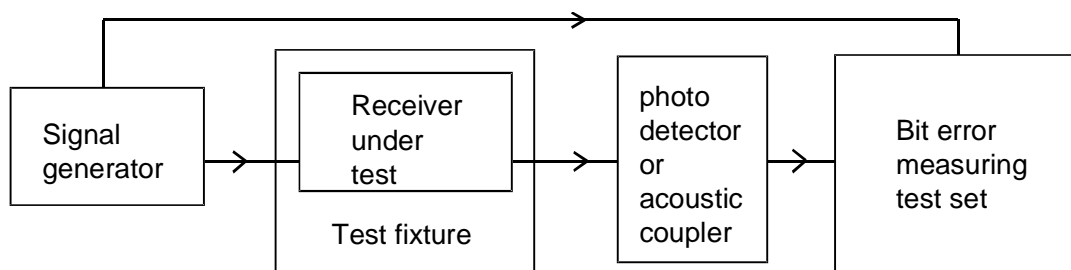 Signal
generator
Receiver
under
test
Test fixture
photo
detector
or
acoustic
coupler
Bit error
measuring
test set